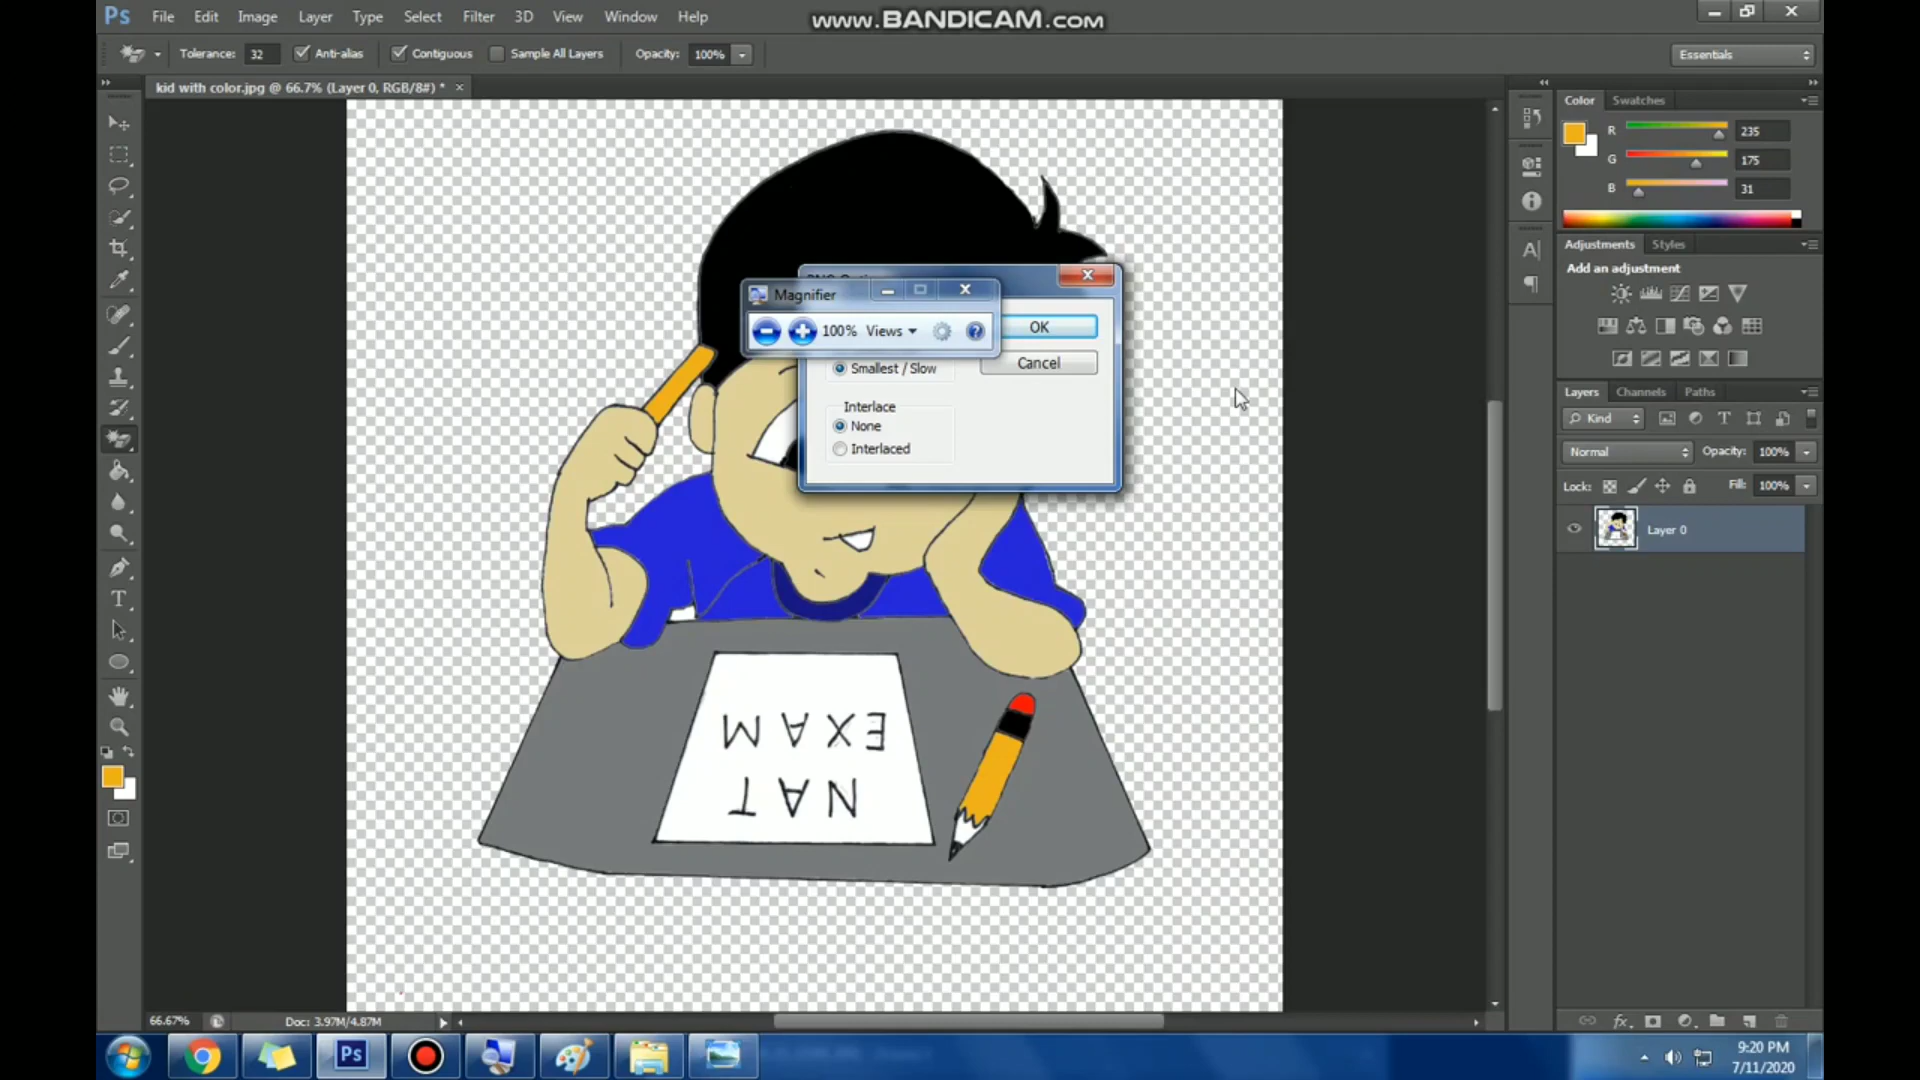 Ps File Edit Image Layer Type Select Filter 3D View Window Help
www.BANDICAM.com
Tolerance: 32 Anti-alias Contiguous Sample All Layers Opacity: 100% Essentials
kid with color.jpg @ 66.7% (Layer 0, RGB/8#) * ×
Color Swatches
R 235
G 175
B 31
Adjustments Styles
Add an adjustment
Magnifier
100% Views
OK
Cancel
Smallest / Slow
Interlace
None
Interlaced
Layers Channels Paths
Kind
Normal Opacity: 100%
Lock: Fill: 100%
Layer 0
NAT
EXAM
66.67% Doc: 3.97M/4.87M
Ps
9:20 PM
7/11/2020